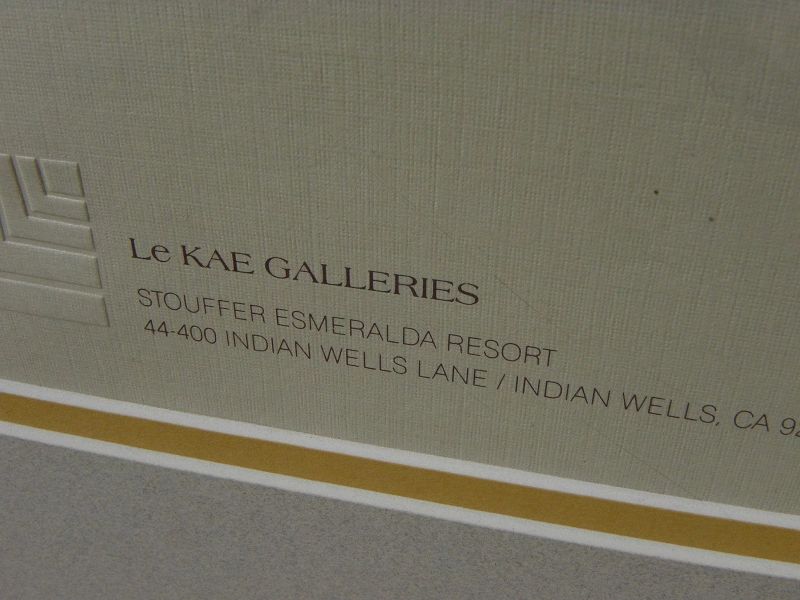 Le KAE GALLERIES
STOUFFER ESMERALDA RESORT
44-400 INDIAN WELLS LANE / INDIAN WELLS, CA